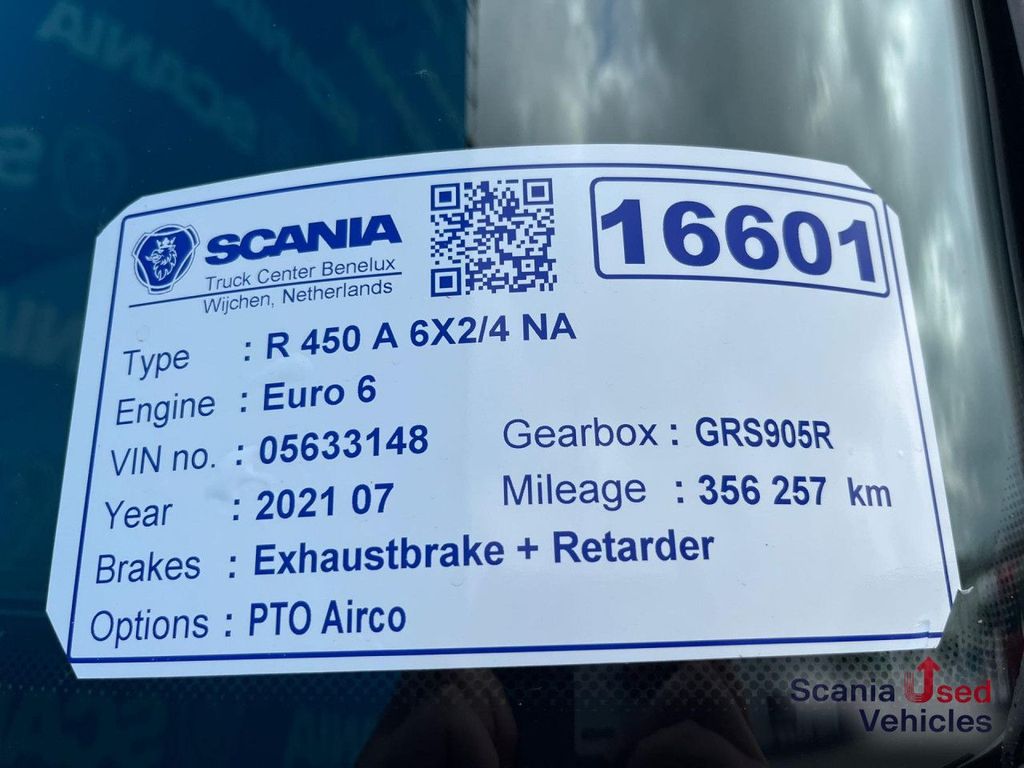 SCANIA
Truck Center Benelux
Wijchen, Netherlands
16601
Type : R 450 A 6X2/4 NA
Engine : Euro 6
VIN no. : 05633148
Gearbox : GRS905R
Year : 2021 07
Mileage : 356 257 km
Brakes : Exhaustbrake + Retarder
Options : PTO Airco
Scania Used
Vehicles